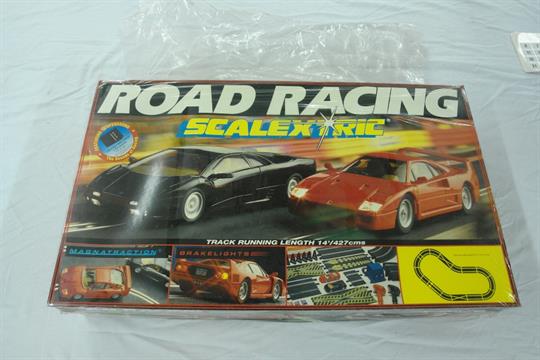 ROAD RACING
SCALEXTRIC
TRACK RUNNING LENGTH 14'/427cms
MAGNATRACTION
BRAKELIGHTS